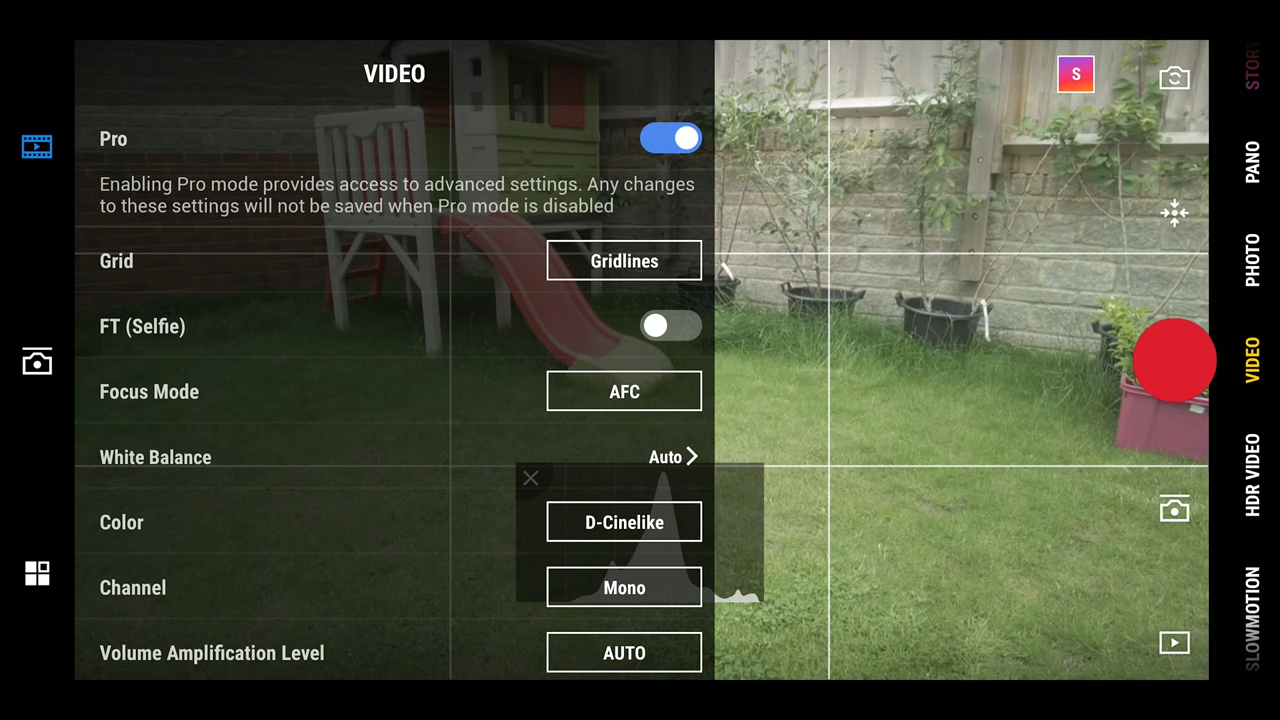 VIDEO
Pro
Enabling Pro mode provides access to advanced settings. Any changes
to these settings will not be saved when Pro mode is disabled
Grid
Gridlines
FT (Selfie)
Focus Mode
AFC
White Balance
Auto
Color
D-Cinelike
Channel
Mono
Volume Amplification Level
AUTO
S
STORY
PANO
PHOTO
VIDEO
HDR VIDEO
SLOWMOTION